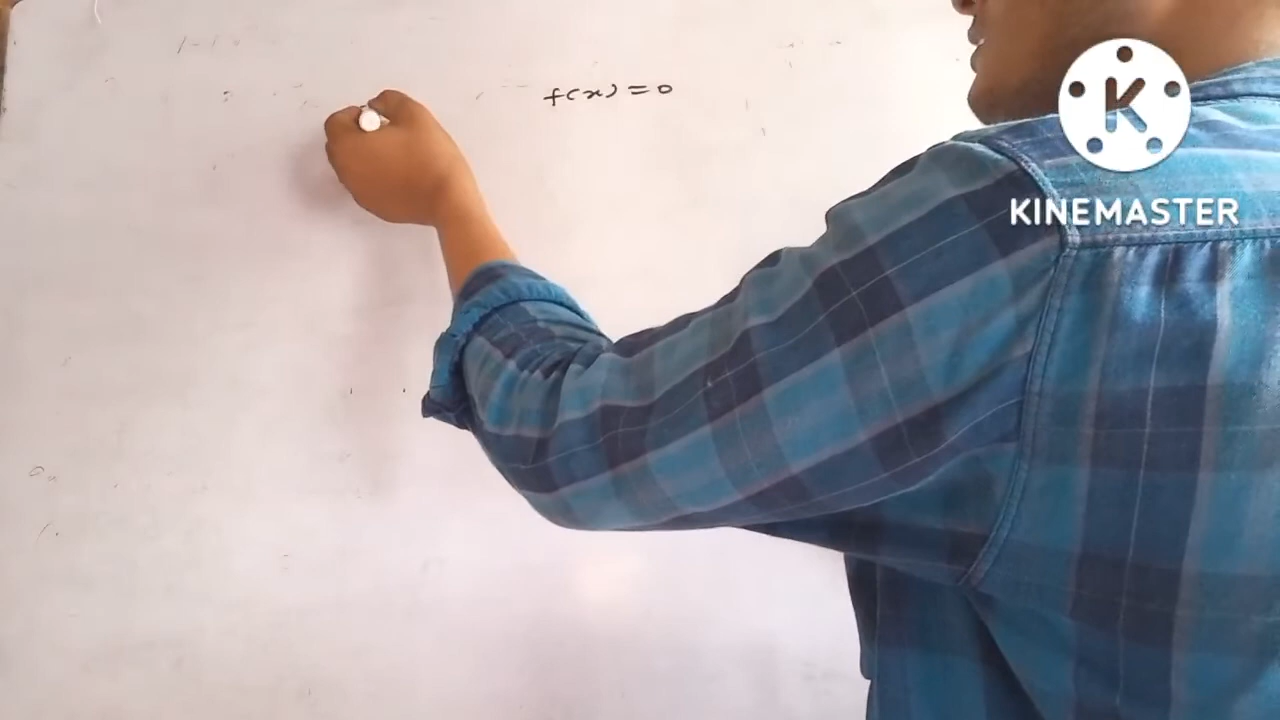 f(x) = 0
K
KINEMASTER